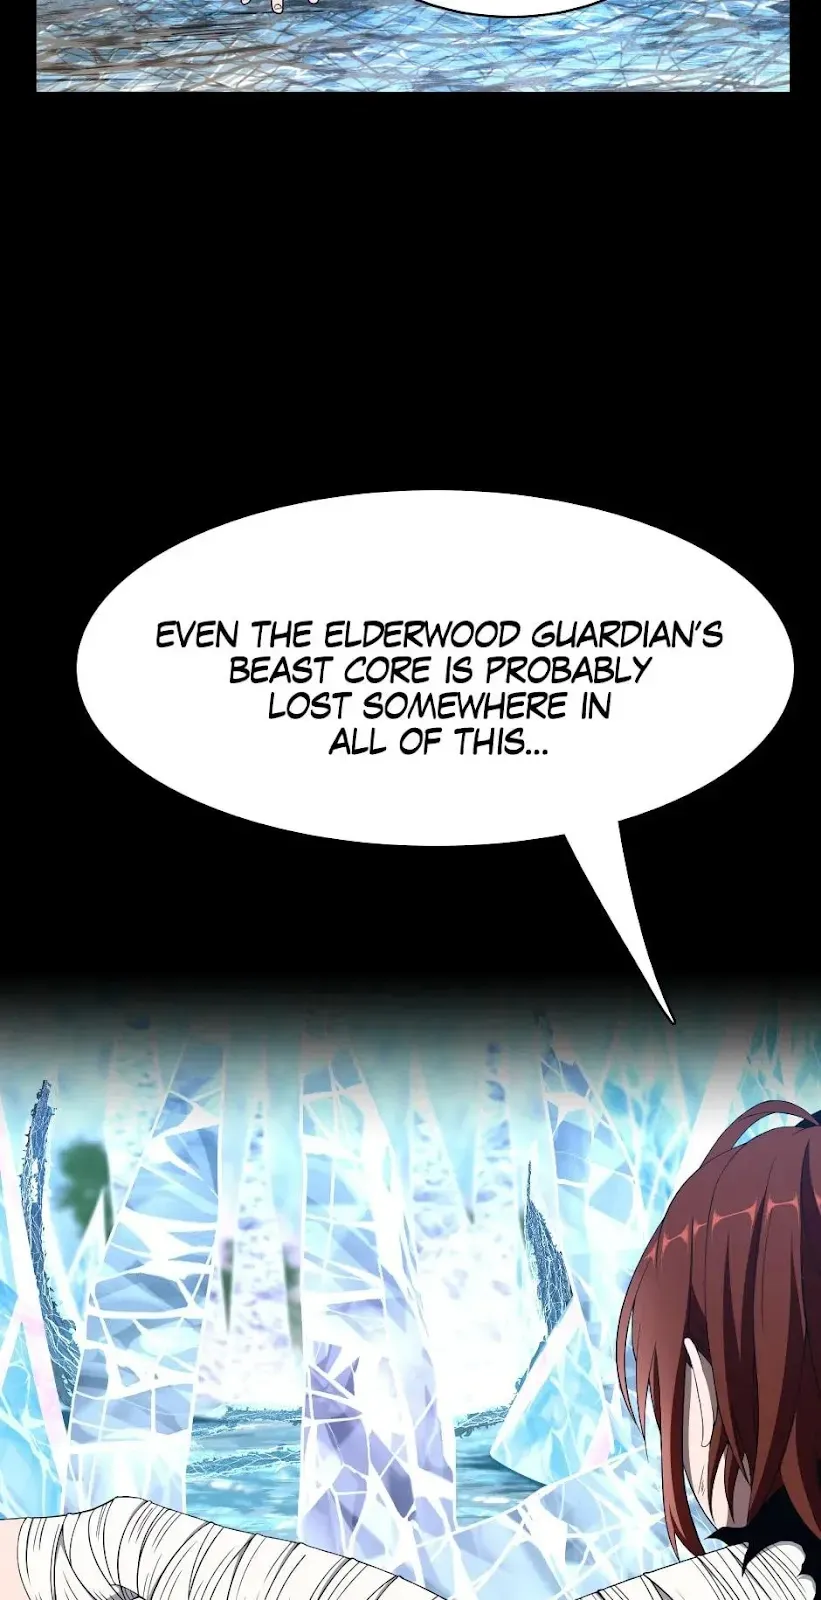 EVEN THE ELDERWOOD GUARDIAN'S
BEAST CORE IS PROBABLY
LOST SOMEWHERE IN
ALL OF THIS...